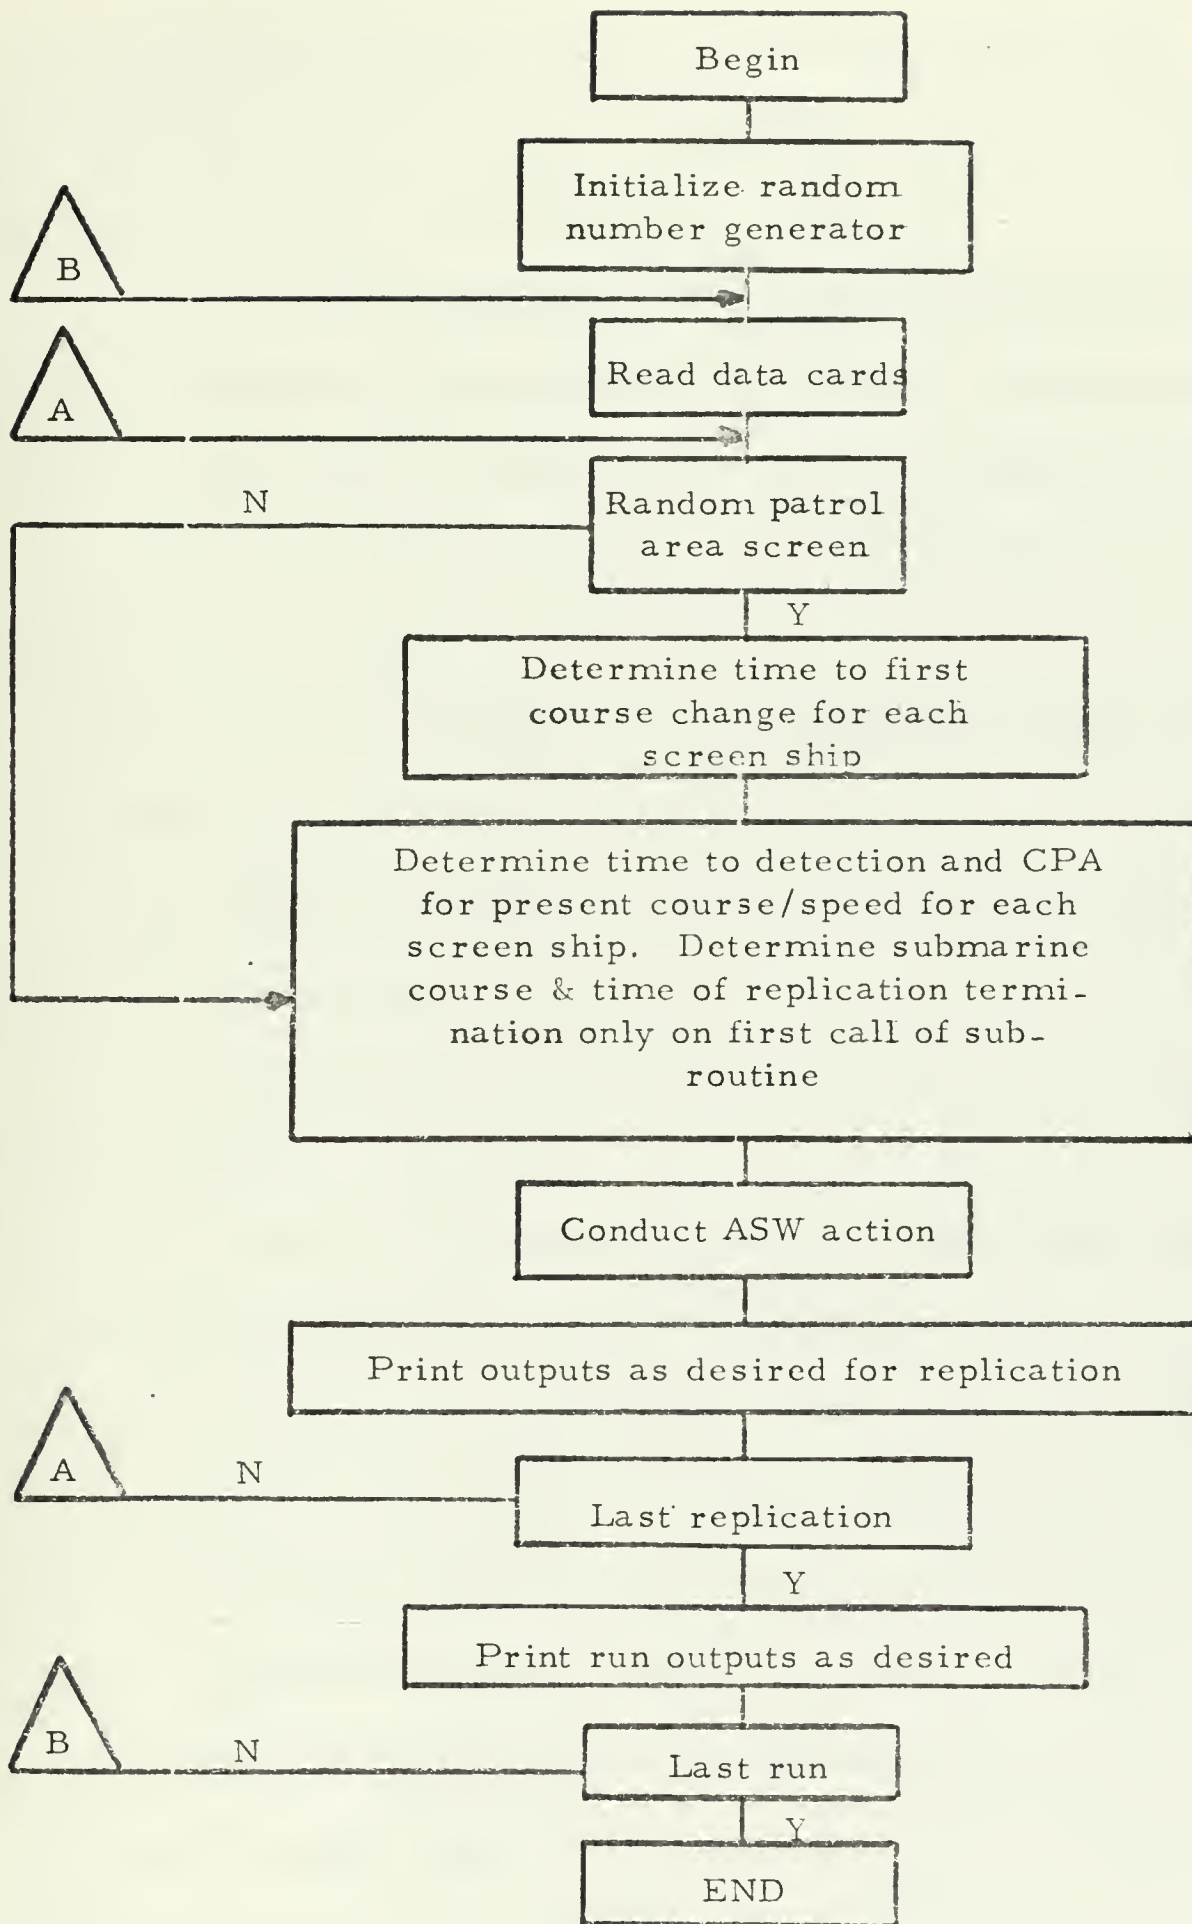 Begin
Initialize random
number generator
B
Read data cards
A
N
Random patrol
area screen
Y
Determine time to first
course change for each
screen ship
Determine time to detection and CPA
for present course/speed for each
screen ship. Determine submarine
course & time of replication termi-
nation only on first call of sub-
routine
Conduct ASW action
Print outputs as desired for replication
A
N
Last replication
Y
Print run outputs as desired
B
N
Last run
Y
END